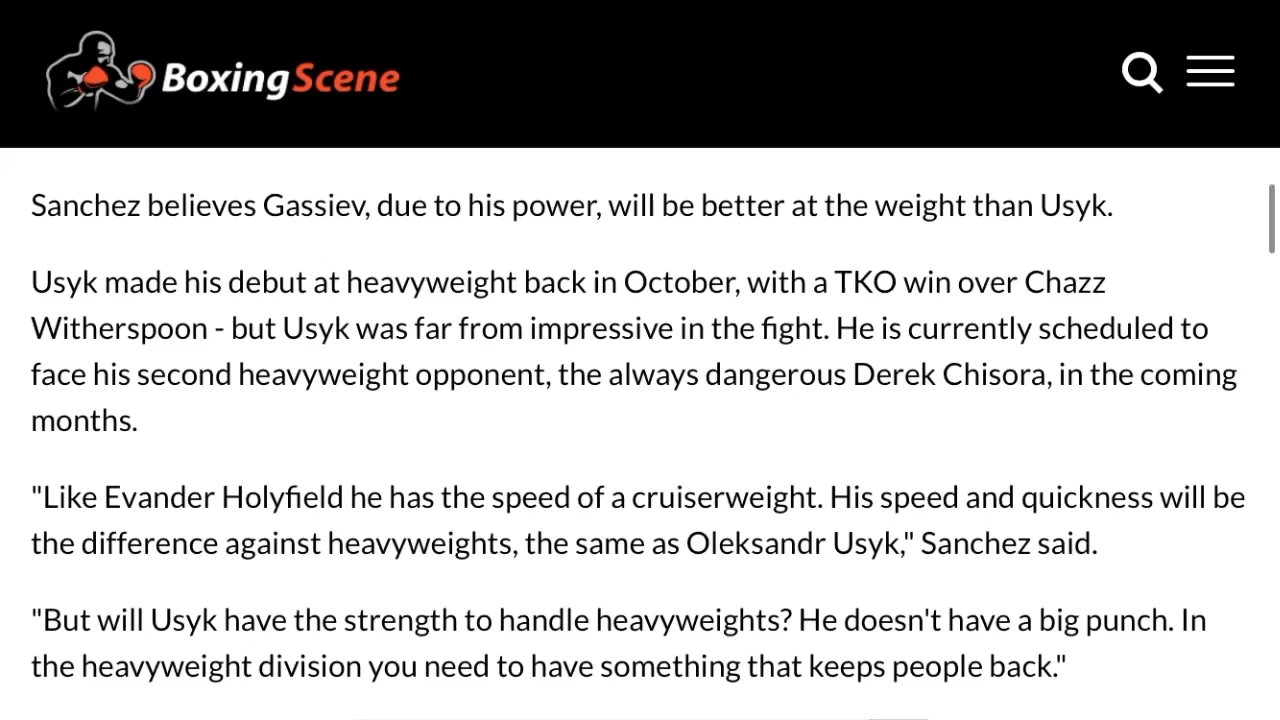 BoxingScene
Sanchez believes Gassiev, due to his power, will be better at the weight than Usyk.
Usyk made his debut at heavyweight back in October, with a TKO win over Chazz
Witherspoon - but Usyk was far from impressive in the fight. He is currently scheduled to
face his second heavyweight opponent, the always dangerous Derek Chisora, in the coming
months.
"Like Evander Holyfield he has the speed of a cruiserweight. His speed and quickness will be
the difference against heavyweights, the same as Oleksandr Usyk," Sanchez said.
"But will Usyk have the strength to handle heavyweights? He doesn't have a big punch. In
the heavyweight division you need to have something that keeps people back."